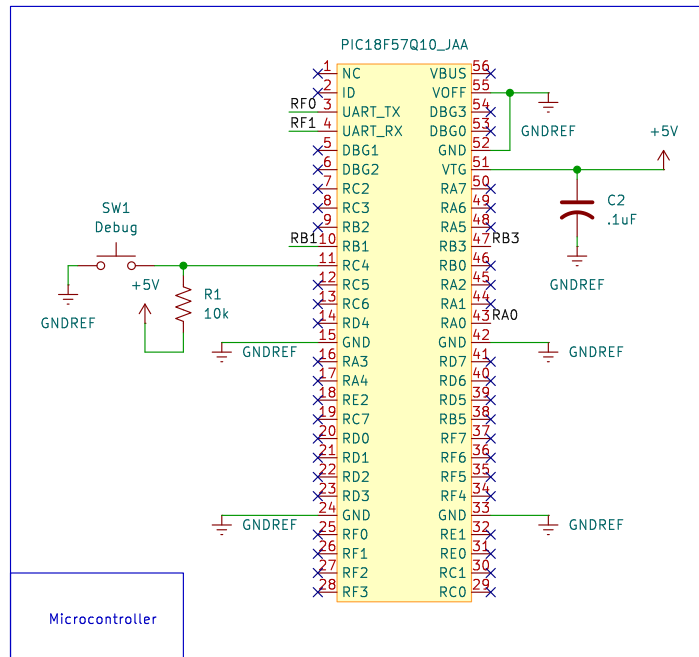 PIC18F57Q10_JAA
1 NC VBUS 56
2 ID VOFF 55
RF0 3 UART_TX DBG3 54
RF1 4 UART_RX DBG0 53
GNDREF
+5V
5 DBG1 GND 52
6 DBG2 VTG 51
7 RC2 RA7 50
8 RC3 RA6 49
C2
.1uF
9 RB2 RA5 48
SW1
Debug
RB1 10 RB1 RB3 47 RB3
11 RC4 RB0 46
12 RC5 RA2 45
GNDREF
+5V
R1
10k
13 RC6 RA1 44
14 RD4 RA0 43 RA0
GNDREF
15 GND GND 42
GNDREF
GNDREF
16 RA3 RD7 41
17 RA4 RD6 40
18 RE2 RD5 39
19 RC7 RB5 38
20 RD0 RF7 37
21 RD1 RF6 36
22 RD2 RF5 35
23 RD3 RF4 34
24 GND GND 33
GNDREF
GNDREF
25 RF0 RE1 32
26 RF1 RE0 31
27 RF2 RC1 30
28 RF3 RC0 29
Microcontroller